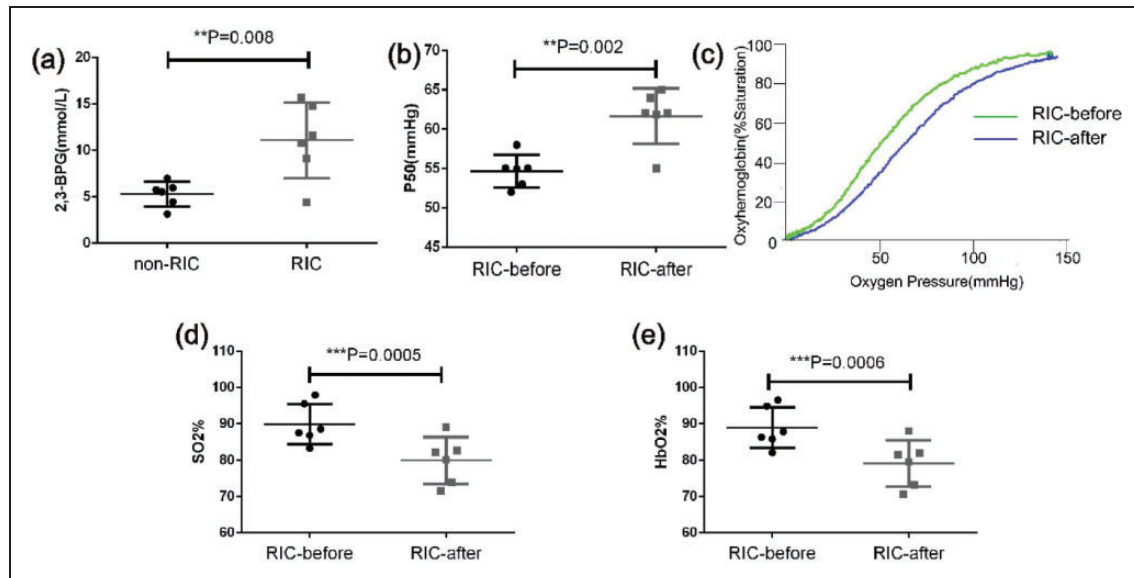 (a)
**P=0.008
2,3-BPG(mmol/L)
20
15
10
5
0
non-RIC
RIC
(b)
**P=0.002
P50(mmHg)
70
65
60
55
50
45
RIC-before
RIC-after
(c)
Oxyhemoglobin(%Saturation)
100
80
60
40
20
0
50
100
150
Oxygen Pressure(mmHg)
RIC-before
RIC-after
(d)
***P=0.0005
SO2%
110
100
90
80
70
60
RIC-before
RIC-after
(e)
***P=0.0006
HbO2%
110
100
90
80
70
60
RIC-before
RIC-after